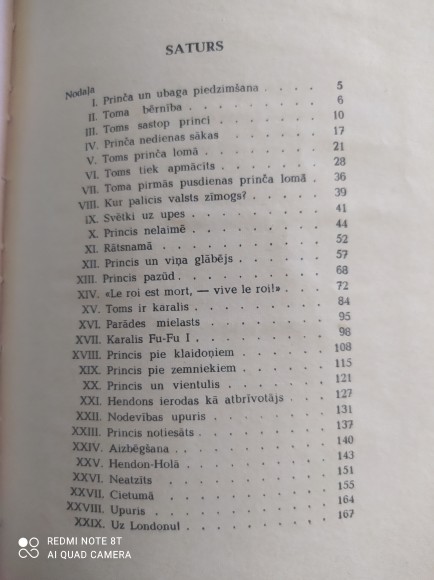 SATURS
Nodaļa
I. Prinča un ubaga piedzimšana . . . . 5
II. Toma bērnība . . . . . . . . 6
III. Toms sastop princi . . . . . . 10
IV. Prinča nedienas sākas . . . . . 17
V. Toms prinča lomā . . . . . . . 21
VI. Toms tiek apmācīts . . . . . . 28
VII. Toma pirmās pusdienas prinča lomā . 36
VIII. Kur palicis valsts zīmogs? . . . . 39
IX. Svētki uz upes . . . . . . . 41
X. Princis nelaimē . . . . . . . 44
XI. Rātsnamā . . . . . . . . . 52
XII. Princis un viņa glābējs . . . . . 57
XIII. Princis pazūd . . . . . . . . 68
XIV. «Le roi est mort, — vive le roi!» . . . 72
XV. Toms ir karalis . . . . . . . 84
XVI. Parādes mielasts . . . . . . . 95
XVII. Karalis Fu-Fu I . . . . . . . 98
XVIII. Princis pie klaidoņiem . . . . . 108
XIX. Princis pie zemniekiem . . . . . 115
XX. Princis un vientulis . . . . . . 121
XXI. Hendons ierodas kā atbrīvotājs . . . 127
XXII. Nodevības upuris . . . . . . . 131
XXIII. Princis notiesāts . . . . . . . 137
XXIV. Aizbēgšana . . . . . . . . . 140
XXV. Hendon-Holā . . . . . . . . 143
XXVI. Neatzīts . . . . . . . . . 151
XXVII. Cietumā . . . . . . . . . 155
XXVIII. Upuris . . . . . . . . . . 164
XXIX. Uz Londonu! . . . . . . . . 167
REDMI NOTE 8T
AI QUAD CAMERA